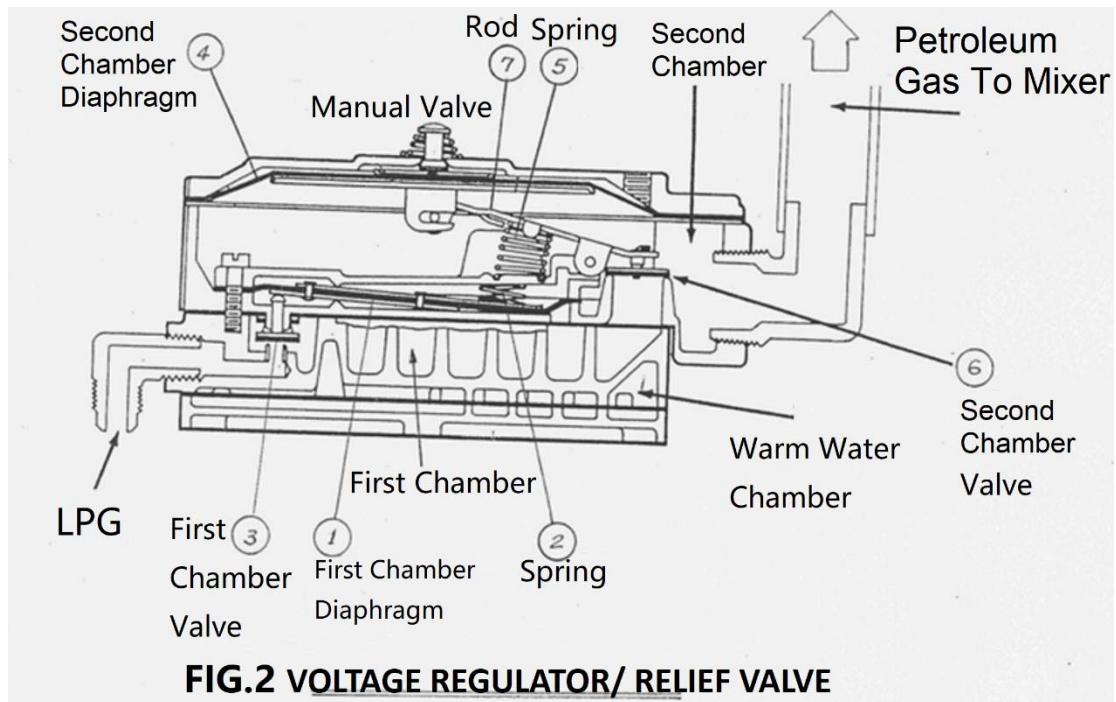 Second
Chamber
Diaphragm
4
Manual Valve
Rod
7
Spring
5
Second
Chamber
Petroleum
Gas To Mixer
6
Second
Chamber
Valve
Warm Water
Chamber
First Chamber
LPG
First
Chamber
Valve
3
1
First Chamber
Diaphragm
2
Spring
FIG.2 VOLTAGE REGULATOR/ RELIEF VALVE